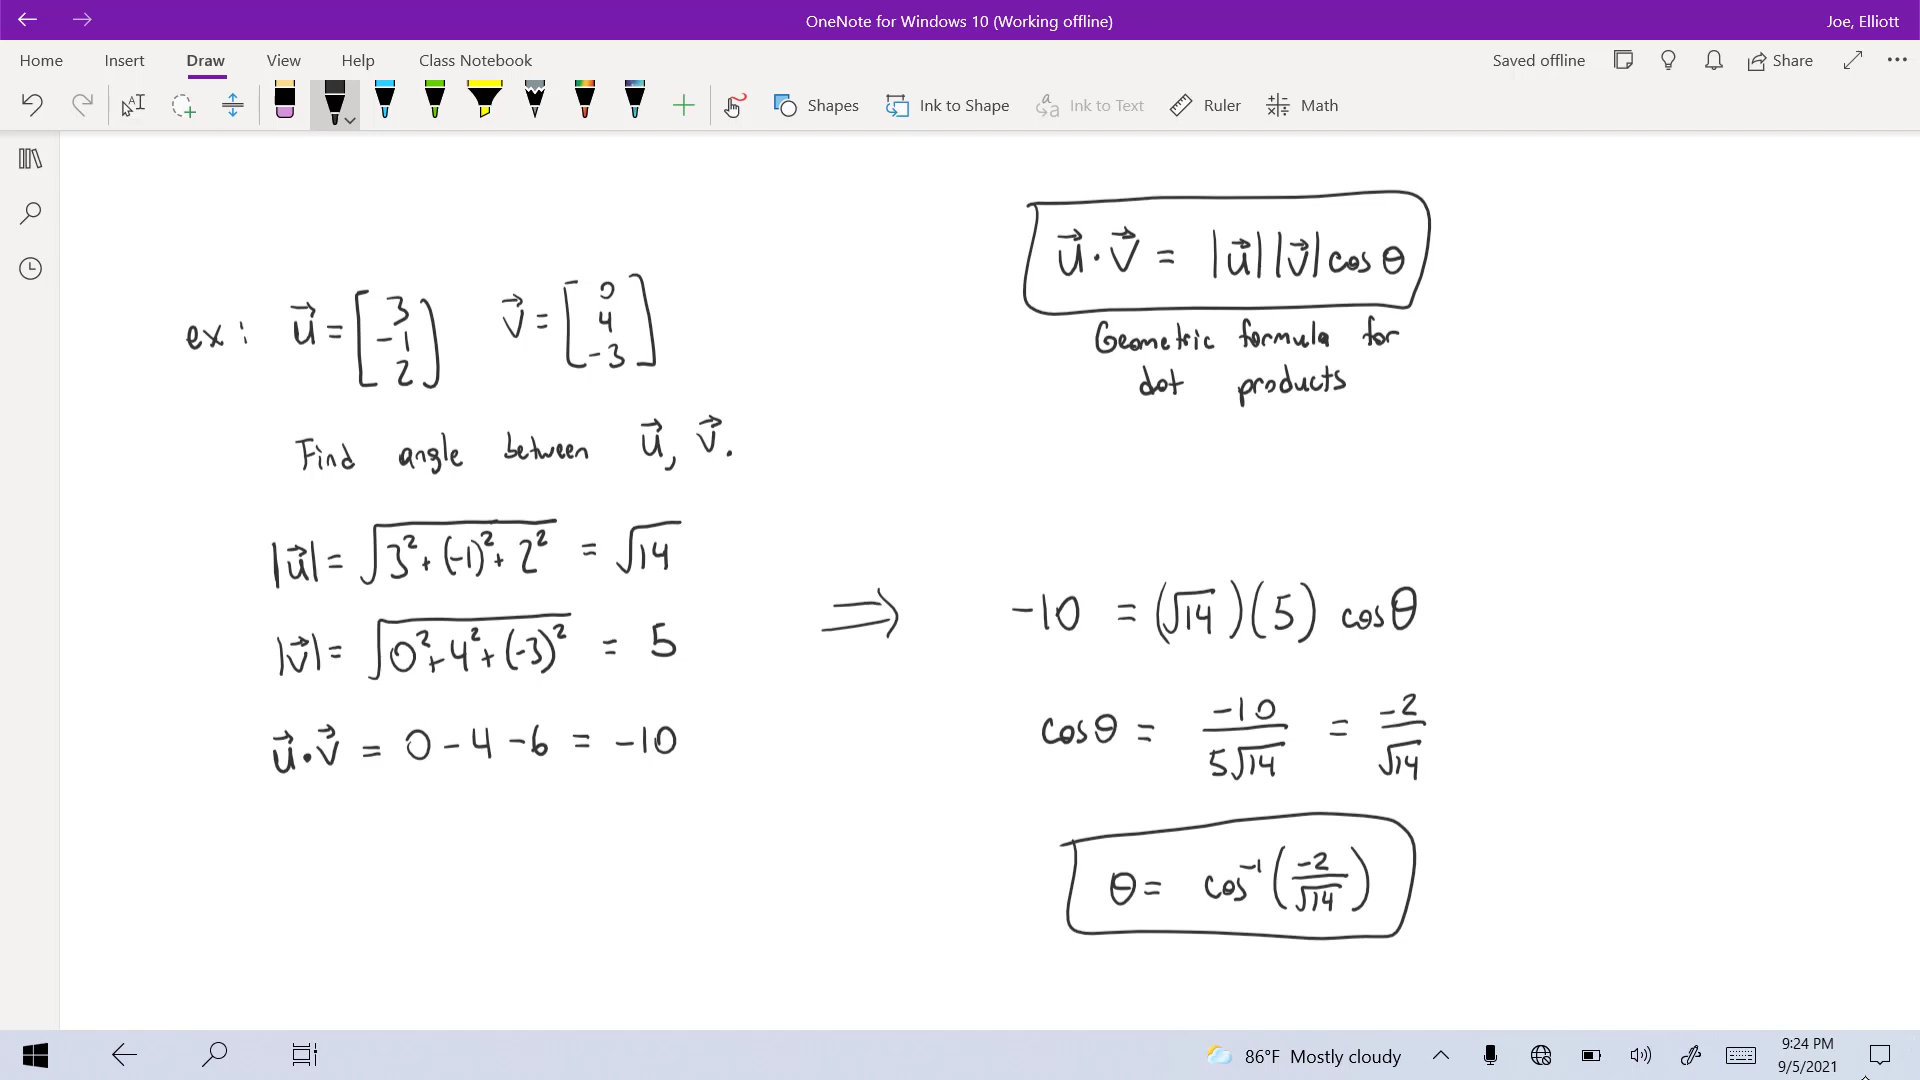 OneNote for Windows 10 (Working offline)
Joe, Elliott
Home Insert Draw View Help Class Notebook
Saved offline Share
Shapes Ink to Shape Ink to Text Ruler Math
ex: u⃗ = [3 -1 2] v⃗ = [0 4 -3]
Find angle between u⃗, v⃗.
|u⃗| = √(3² + (-1)² + 2²) = √14
|v⃗| = √(0² + 4² + (-3)²) = 5
u⃗·v⃗ = 0 - 4 - 6 = -10
u⃗·v⃗ = |u⃗||v⃗|cos θ
Geometric formula for
dot products
⇒ -10 = (√14)(5) cosθ
cosθ = -10/5√14 = -2/√14
θ = cos⁻¹(-2/√14)
86°F Mostly cloudy
9:24 PM
9/5/2021